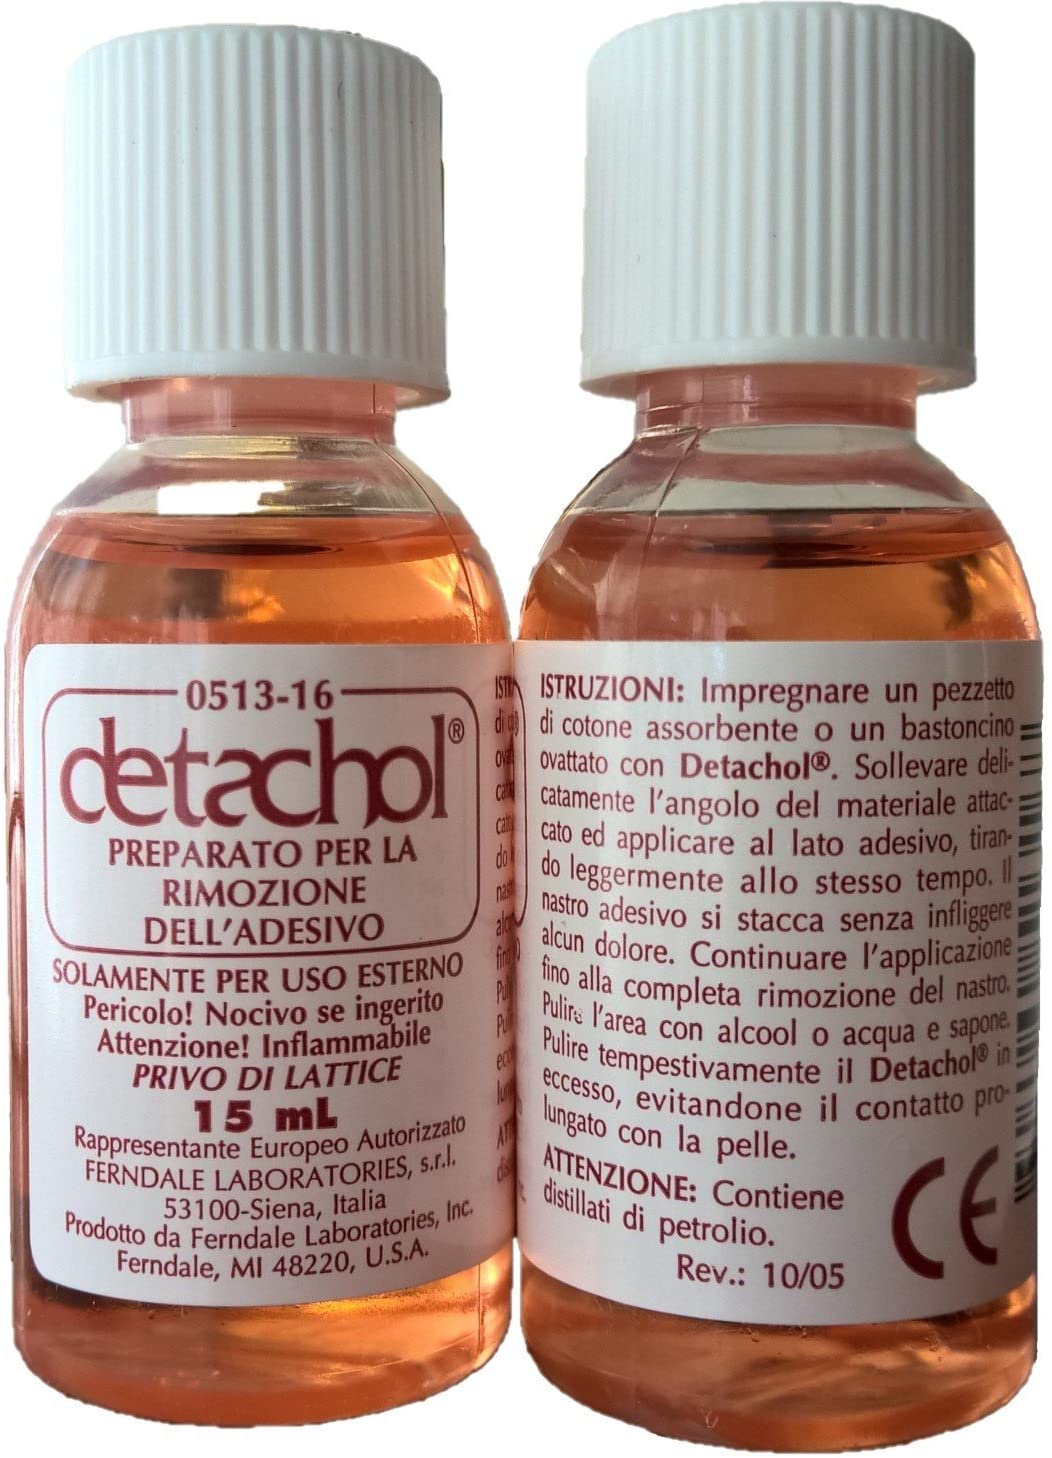 0513-16
detachol®
PREPARATO PER LA
RIMOZIONE
DELL'ADESIVO
SOLAMENTE PER USO ESTERNO
Pericolo! Nocivo se ingerito
Attenzione! Inflammabile
PRIVO DI LATTICE
15 mL
Rappresentante Europeo Autorizzato
FERNDALE LABORATORIES, s.r.l.
53100-Siena, Italia
Prodotto da Ferndale Laboratories, Inc.
Ferndale, MI 48220, U.S.A.
ISTRUZIONI: Impregnare un pezzetto
di cotone assorbente o un bastoncino
ovattato con Detachol®. Sollevare deli-
catamente l'angolo del materiale attac-
cato ed applicare al lato adesivo, tiran-
do leggermente allo stesso tempo. Il
nastro adesivo si stacca senza infliggere
alcun dolore. Continuare l'applicazione
fino alla completa rimozione del nastro.
Pulire l'area con alcool o acqua e sapone.
Pulire tempestivamente il Detachol® in
eccesso, evitandone il contatto pro-
lungato con la pelle.
ATTENZIONE: Contiene
distillati di petrolio.
Rev.: 10/05
CE